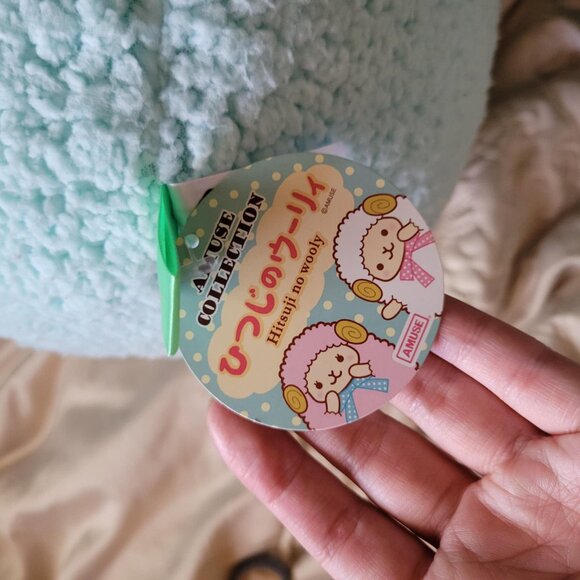 AMUSE
COLLECTION
ひつじのウーリィ
Hitsuji no wooly
©AMUSE
AMUSE